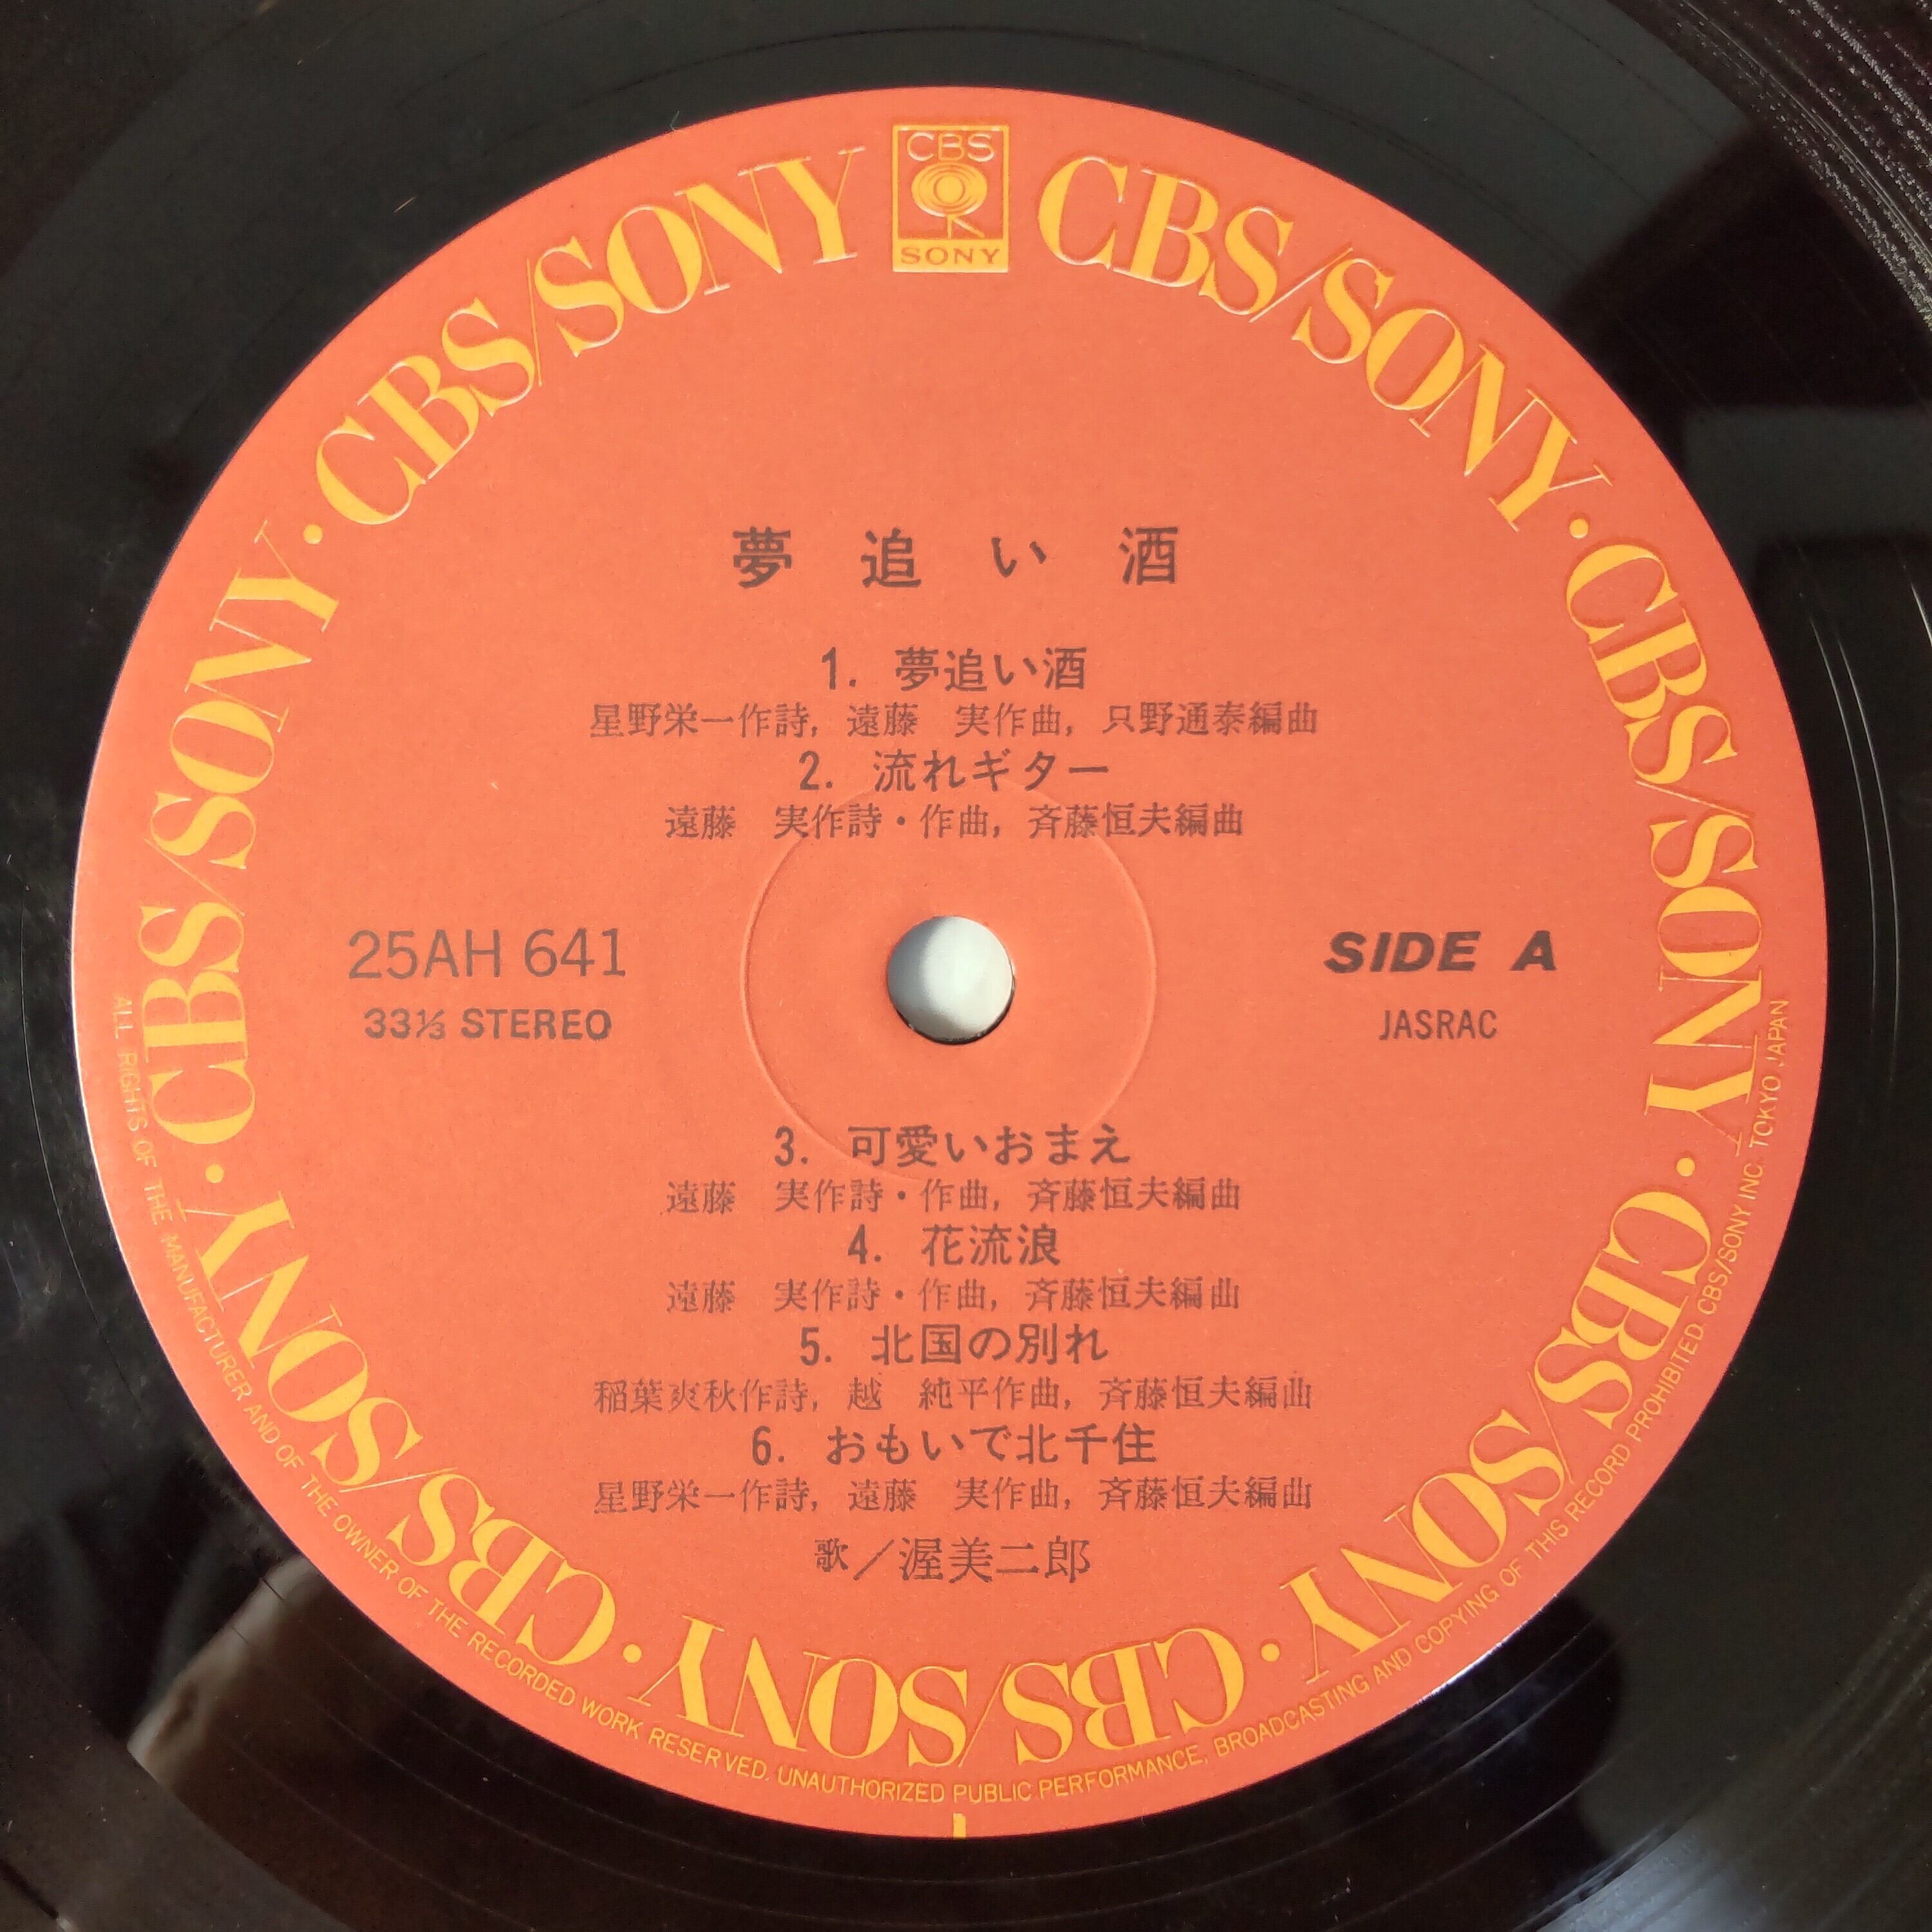 CBS
SONY
CBS/SONY · CBS/SONY · CBS/SONY · CBS/SONY · CBS/SONY · CBS/SONY · CBS/SONY
夢追い酒
1. 夢追い酒
星野栄一作詩, 遠藤 実作曲, 只野通泰編曲
2. 流れギター
遠藤 実作詩・作曲, 斉藤恒夫編曲
25AH 641
33⅓ STEREO
SIDE A
JASRAC
3. 可愛いおまえ
遠藤 実作詩・作曲, 斉藤恒夫編曲
4. 花流浪
遠藤 実作詩・作曲, 斉藤恒夫編曲
5. 北国の別れ
稲葉爽秋作詩, 越 純平作曲, 斉藤恒夫編曲
6. おもいで北千住
星野栄一作詩, 遠藤 実作曲, 斉藤恒夫編曲
歌／渥美二郎
ALL RIGHTS OF THE MANUFACTURER AND OF THE OWNER OF THE RECORDED WORK RESERVED. UNAUTHORIZED PUBLIC PERFORMANCE, BROADCASTING AND COPYING OF THIS RECORD PROHIBITED CBS/SONY INC. TOKYO JAPAN